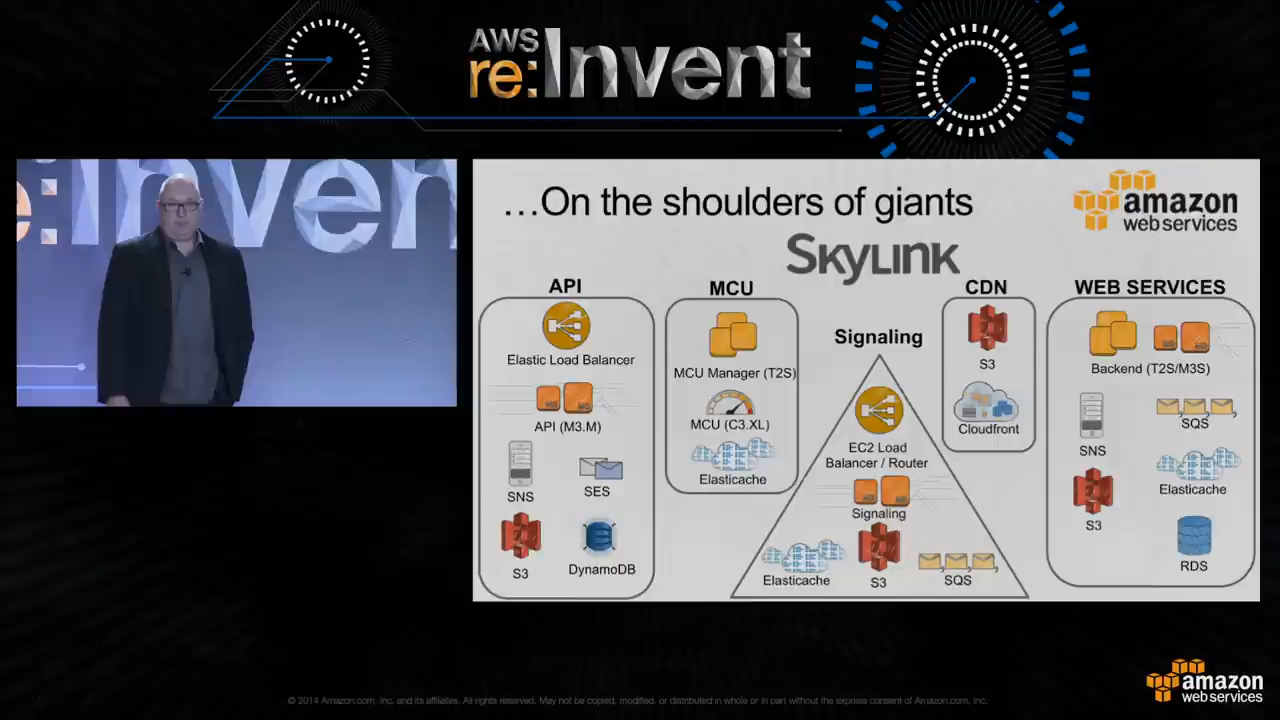 AWS
re:Invent
e:Inven
…On the shoulders of giants
amazon
web services
SKYLINK
API
Elastic Load Balancer
API (M3.M)
SNS
SES
S3
DynamoDB
MCU
MCU Manager (T2S)
MCU (C3.XL)
Elasticache
Signaling
EC2 Load
Balancer / Router
Signaling
Elasticache
S3
SQS
CDN
S3
Cloudfront
WEB SERVICES
Backend (T2S/M3S)
SNS
SQS
S3
Elasticache
RDS
© 2014 Amazon.com, Inc. and its affiliates. All rights reserved. May not be copied, modified, or distributed in whole or in part without the express consent of Amazon.com, Inc.
amazon
web services